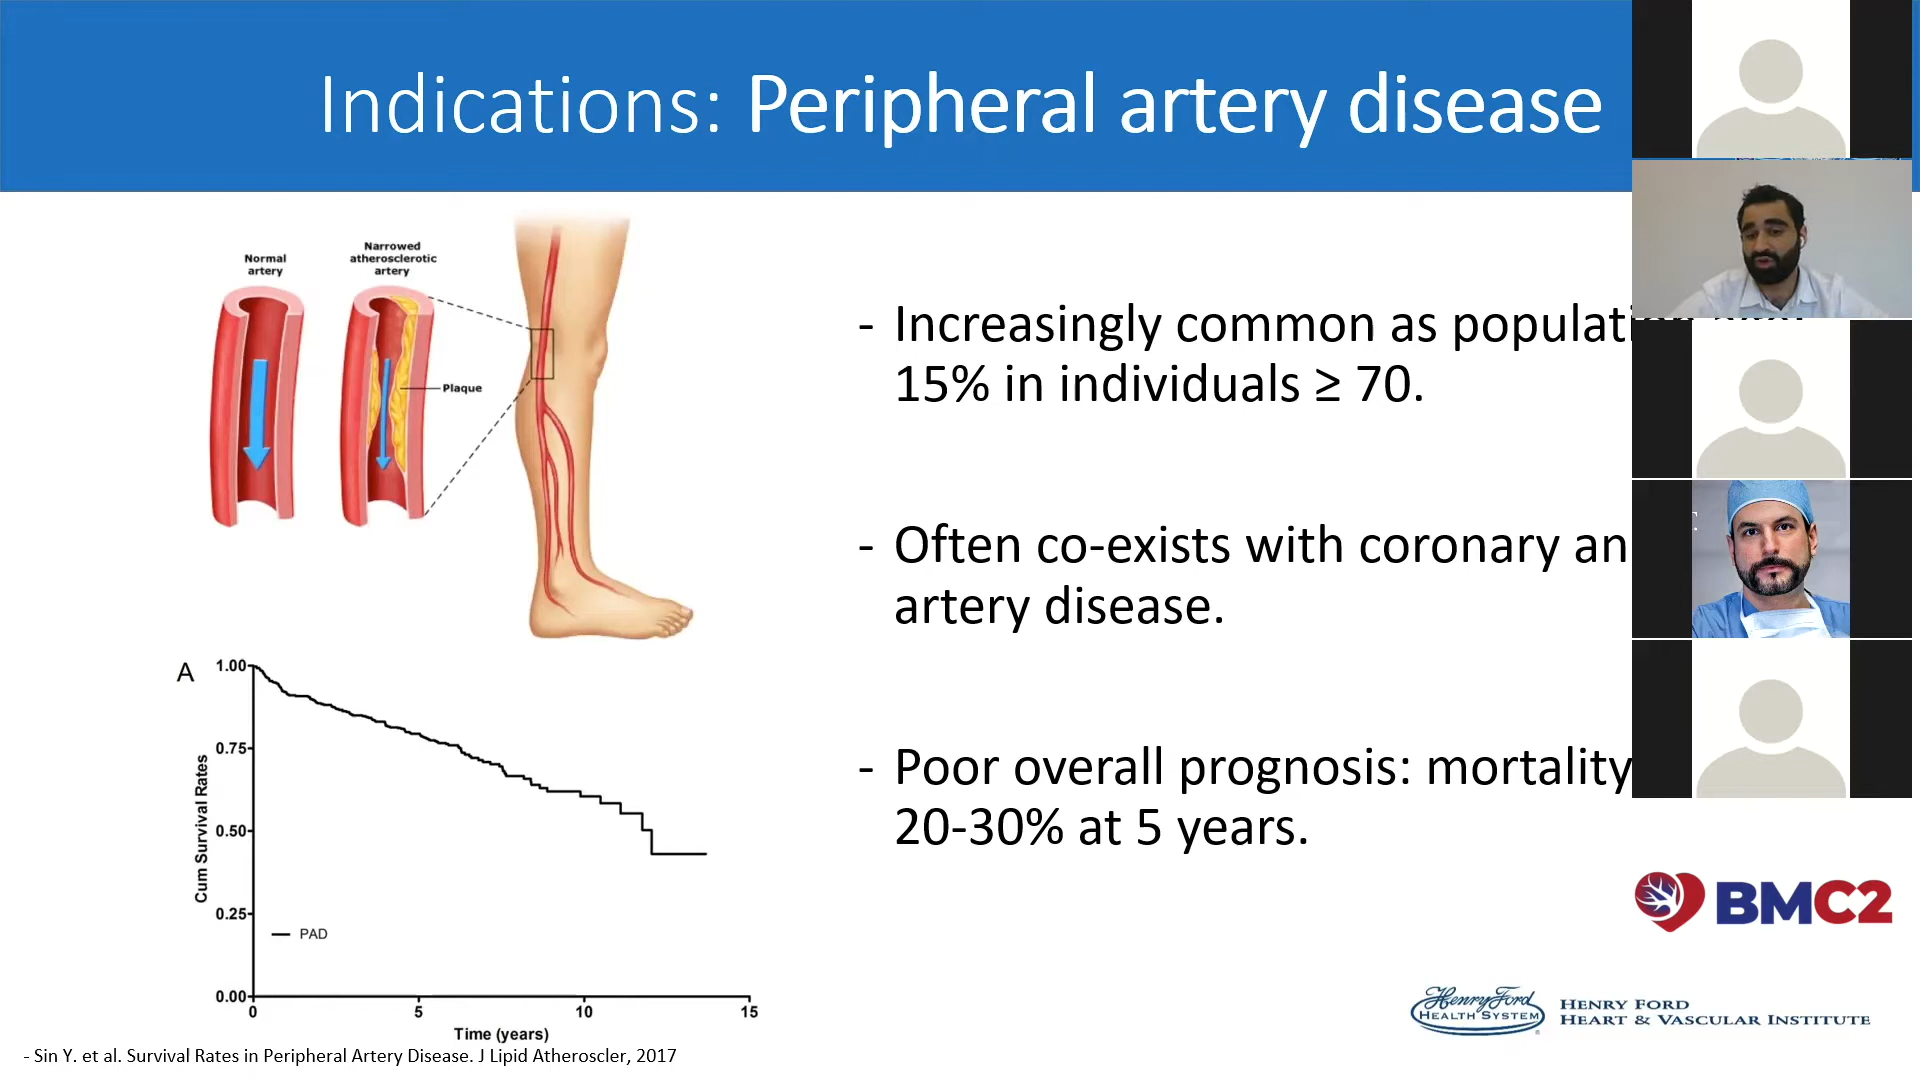 Indications: Peripheral artery disease
Normal
artery
Narrowed
atherosclerotic
artery
Plaque
- Increasingly common as
15% in individuals ≥ 70.
- Often co-exists with coronary
artery disease.
- Poor overall prognosis: mortality
20-30% at 5 years.
A
Cum Survival Rates
1.00
0.75
0.50
0.25
0.00
PAD
0 5 10 15
Time (years)
- Sin Y. et al. Survival Rates in Peripheral Artery Disease. J Lipid Atheroscler, 2017
BMC2
Henry Ford
HEALTH SYSTEM
HENRY FORD
HEART & VASCULAR INSTITUTE